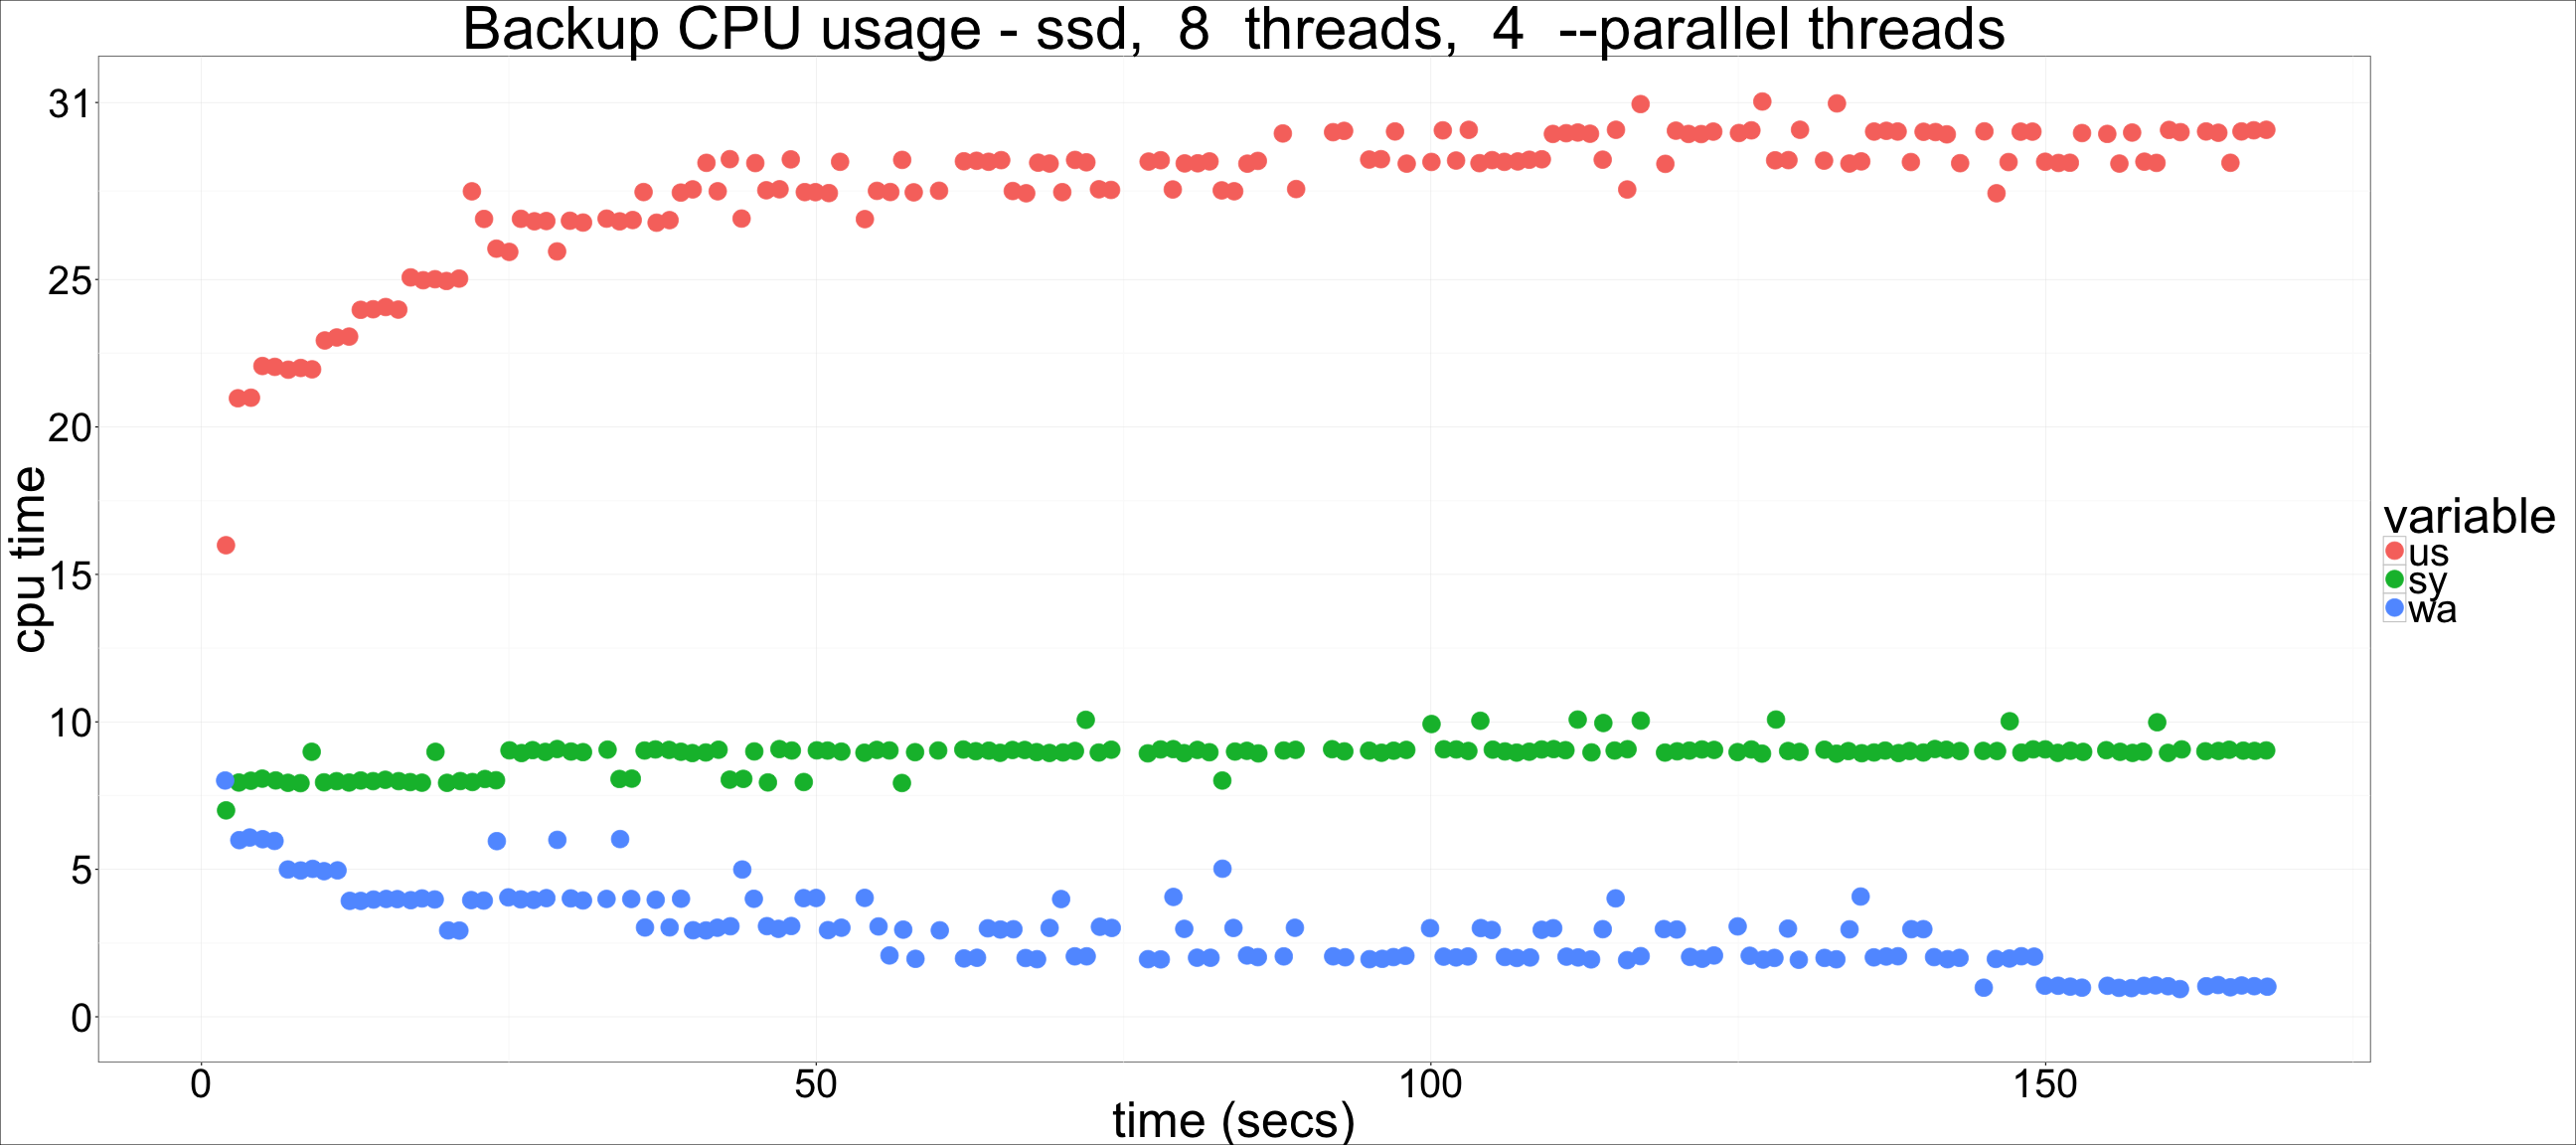 Backup CPU usage - ssd, 8 threads, 4 --parallel threads
cpu time
31
25
20
15
10
5
0
0 50 100 150
time (secs)
variable
us
sy
wa